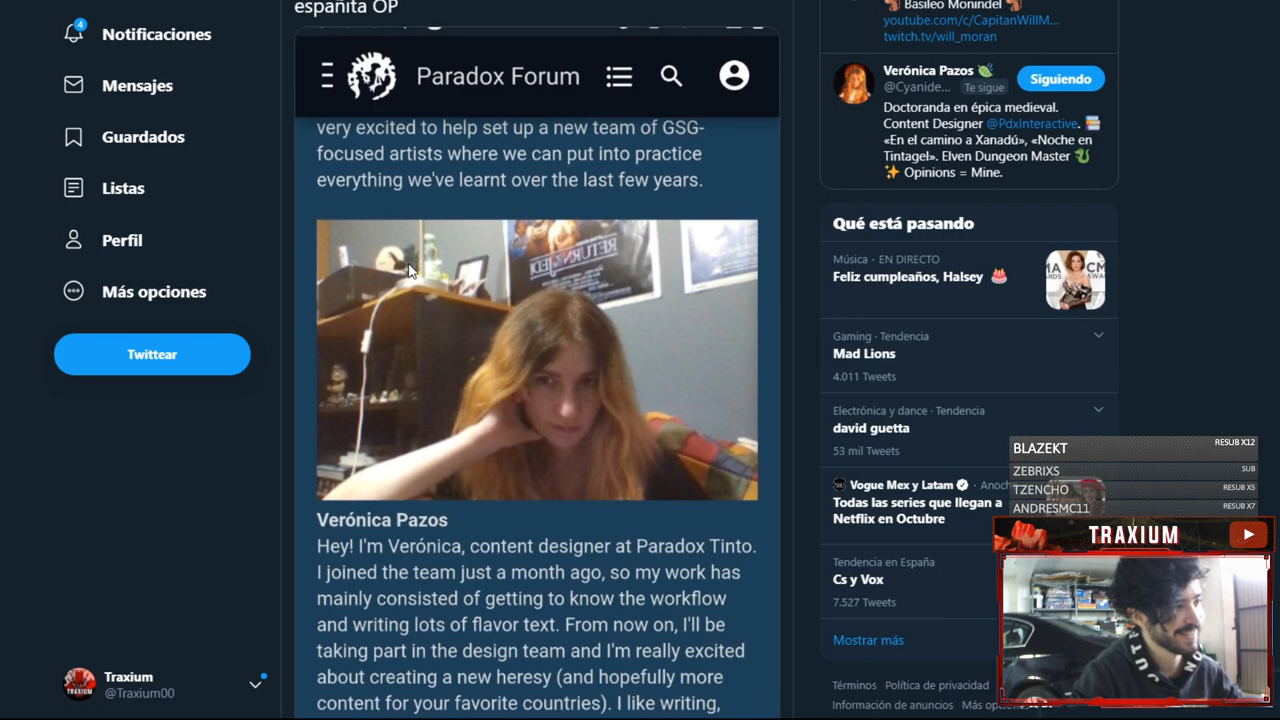 4
Notificaciones
Mensajes
Guardados
Listas
Perfil
Más opciones
Twittear
Traxium
@Traxium00
españita OP
Paradox Forum
very excited to help set up a new team of GSG-
focused artists where we can put into practice
everything we've learnt over the last few years.
Verónica Pazos
Hey! I'm Verónica, content designer at Paradox Tinto.
I joined the team just a month ago, so my work has
mainly consisted of getting to know the workflow
and writing lots of flavor text. From now on, I'll be
taking part in the design team and I'm really excited
about creating a new heresy (and hopefully more
content for your favorite countries). I like writing,
Basileo Monindel
youtube.com/c/CapitanWillM...
twitch.tv/will_moran
Verónica Pazos
@Cyanide... Te sigue
Siguiendo
Doctoranda en épica medieval.
Content Designer @PdxInteractive.
«En el camino a Xanadú», «Noche en
Tintagel». Elven Dungeon Master
Opinions = Mine.
Qué está pasando
Música · EN DIRECTO
Feliz cumpleaños, Halsey
Gaming · Tendencia
Mad Lions
4.011 Tweets
Electrónica y dance · Tendencia
david guetta
53 mil Tweets
Vogue Mex y Latam · Anoch
Todas las series que llegan a
Netflix en Octubre
Tendencia en España
Cs y Vox
7.527 Tweets
Mostrar más
Términos Política de privacidad
Información de anuncios Más opciones
BLAZEKT RESUB X12
ZEBRIXS SUB
TZENCHO RESUB X5
ANDRESMC11 RESUB X7
TRAXIUM